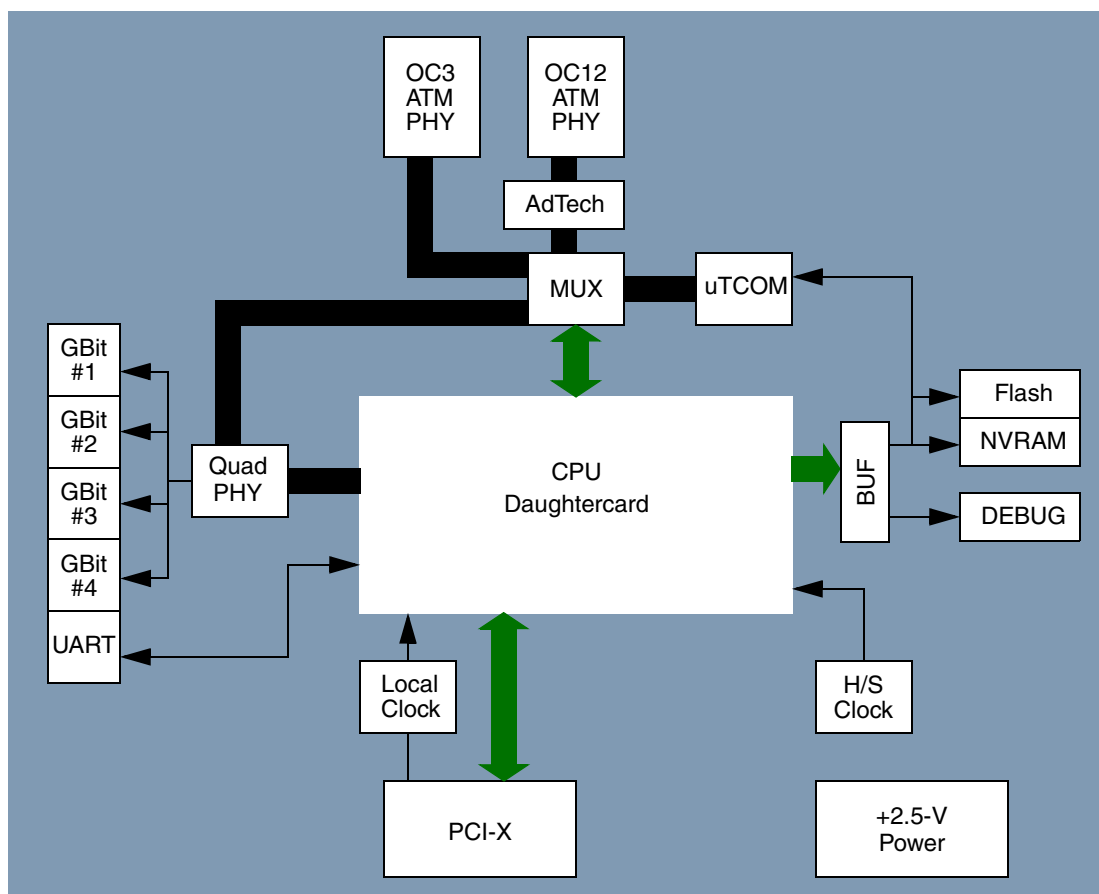 OC3
ATM
PHY
OC12
ATM
PHY
AdTech
MUX
uTCOM
GBit
#1
GBit
#2
GBit
#3
GBit
#4
UART
Quad
PHY
CPU
Daughtercard
BUF
Flash
NVRAM
DEBUG
Local
Clock
H/S
Clock
PCI-X
+2.5-V
Power